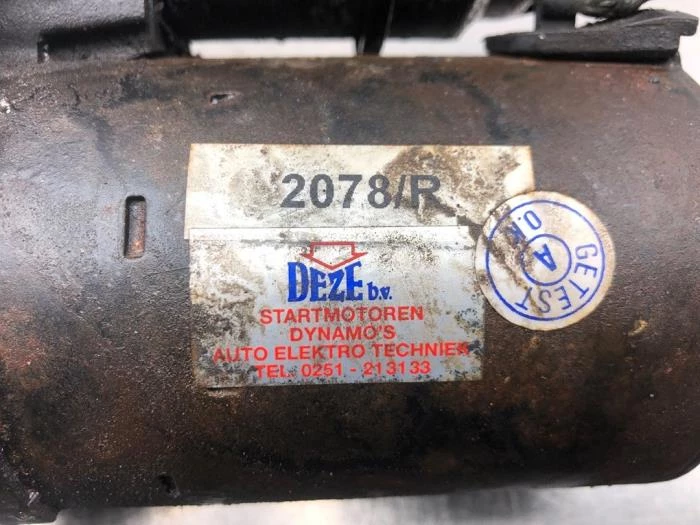 2078/R
DEZE b.v.
STARTMOTOREN
DYNAMO'S
AUTO ELEKTRO TECHNIEK
TEL. 0251 - 213133
GETEST
O.K.
A